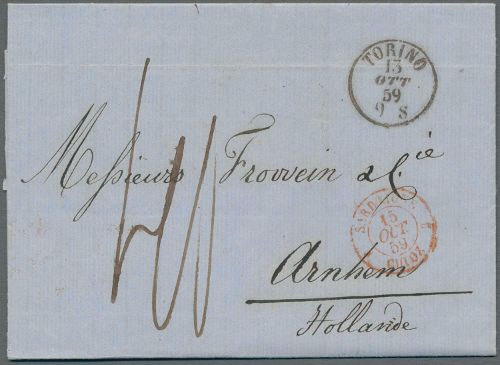 TORINO
13
OTT
59
9 S
Messieurs Frowein & Cie
15
OCT
59
Arnhem
Hollande